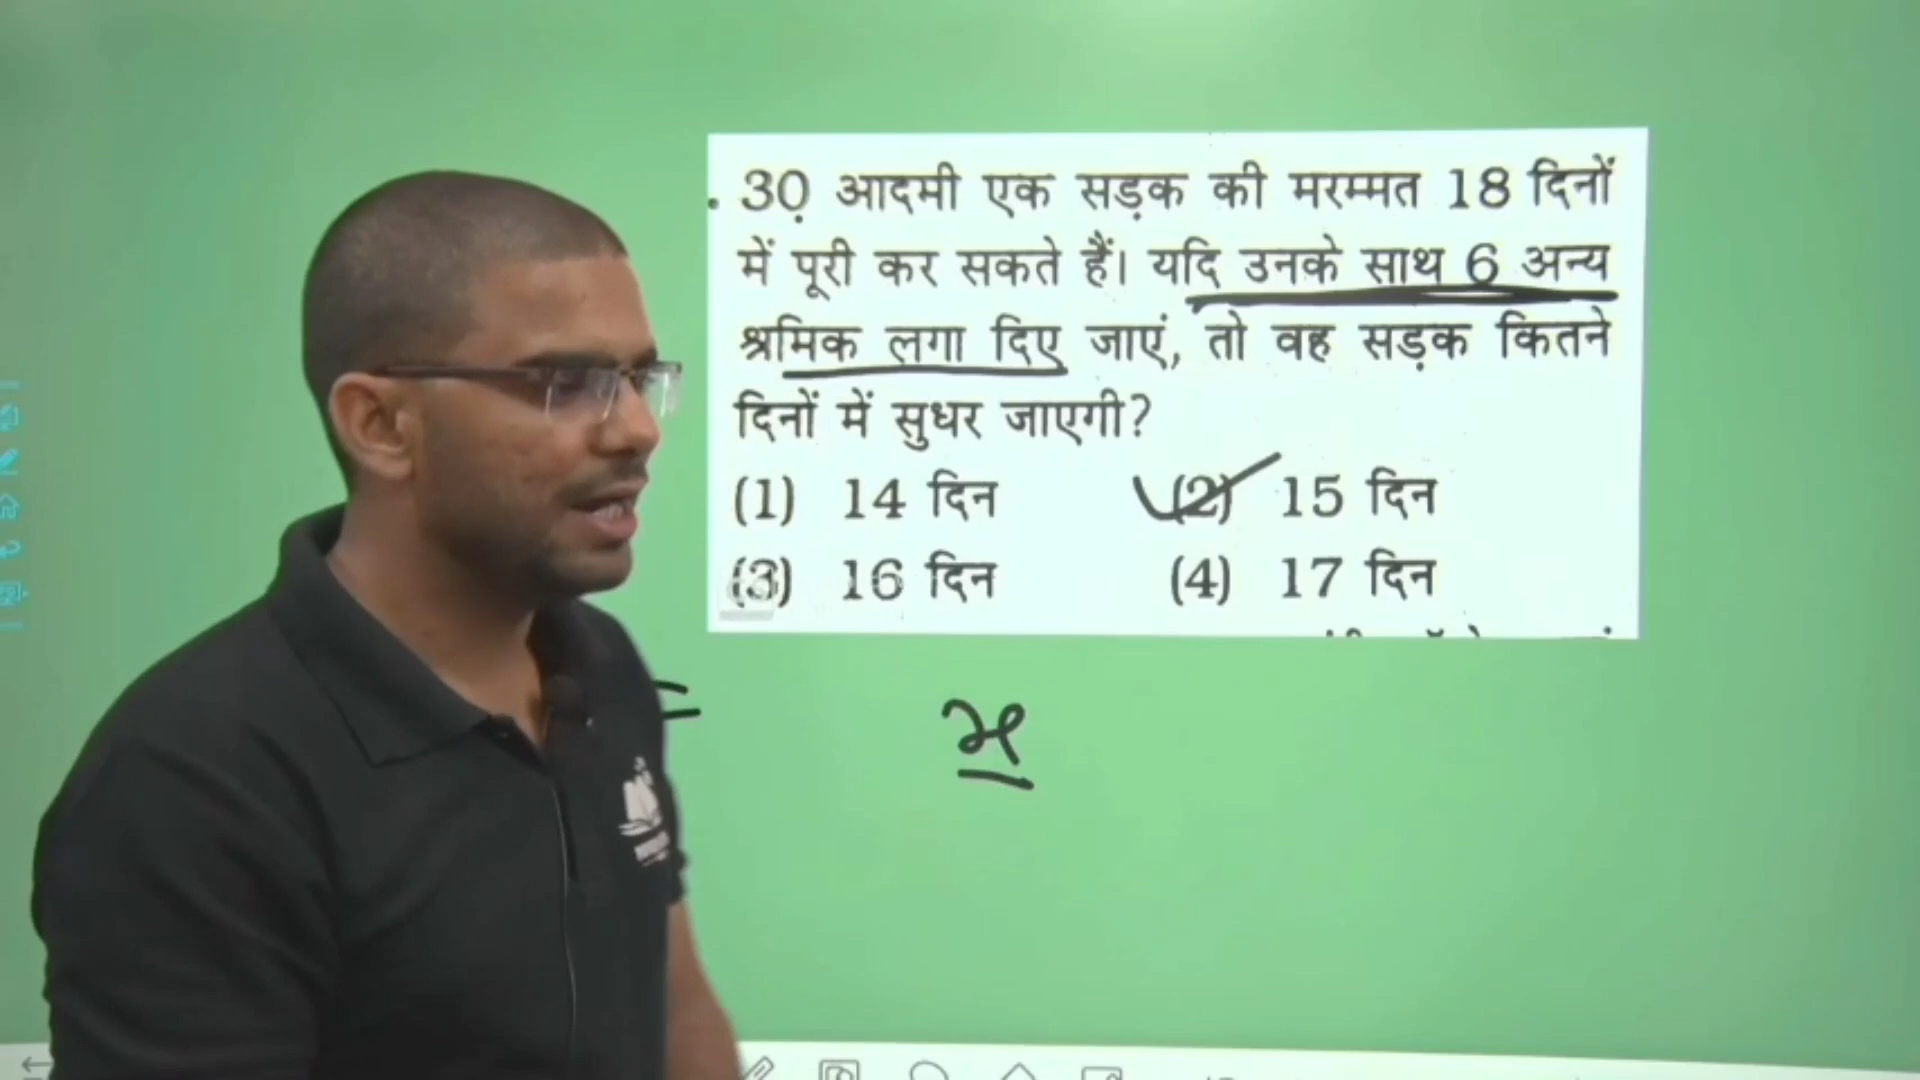 . 30 आदमी एक सड़क की मरम्मत 18 दिनों
में पूरी कर सकते हैं। यदि उनके साथ 6 अन्य
श्रमिक लगा दिए जाएं, तो वह सड़क कितने
दिनों में सुधर जाएगी?
(1) 14 दिन (2) 15 दिन
(3) 16 दिन (4) 17 दिन
=